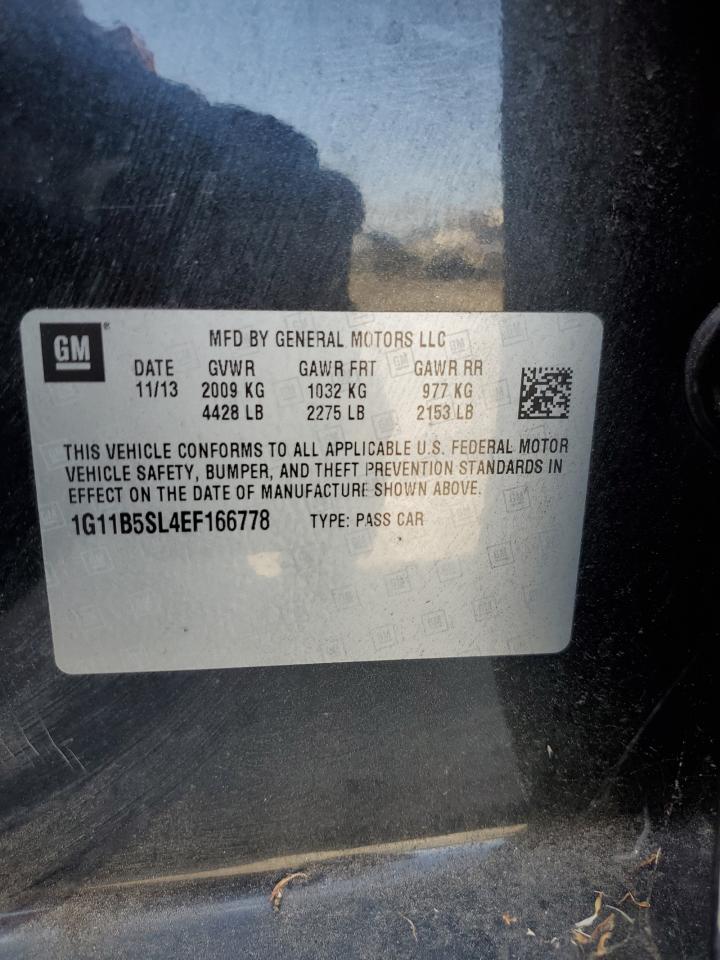 GM
MFD BY GENERAL MOTORS LLC
DATE GVWR GAWR FRT GAWR RR
11/13 2009 KG 1032 KG 977 KG
4428 LB 2275 LB 2153 LB
THIS VEHICLE CONFORMS TO ALL APPLICABLE U.S. FEDERAL MOTOR
VEHICLE SAFETY, BUMPER, AND THEFT PREVENTION STANDARDS IN
EFFECT ON THE DATE OF MANUFACTURE SHOWN ABOVE.
1G11B5SL4EF166778 TYPE: PASS CAR